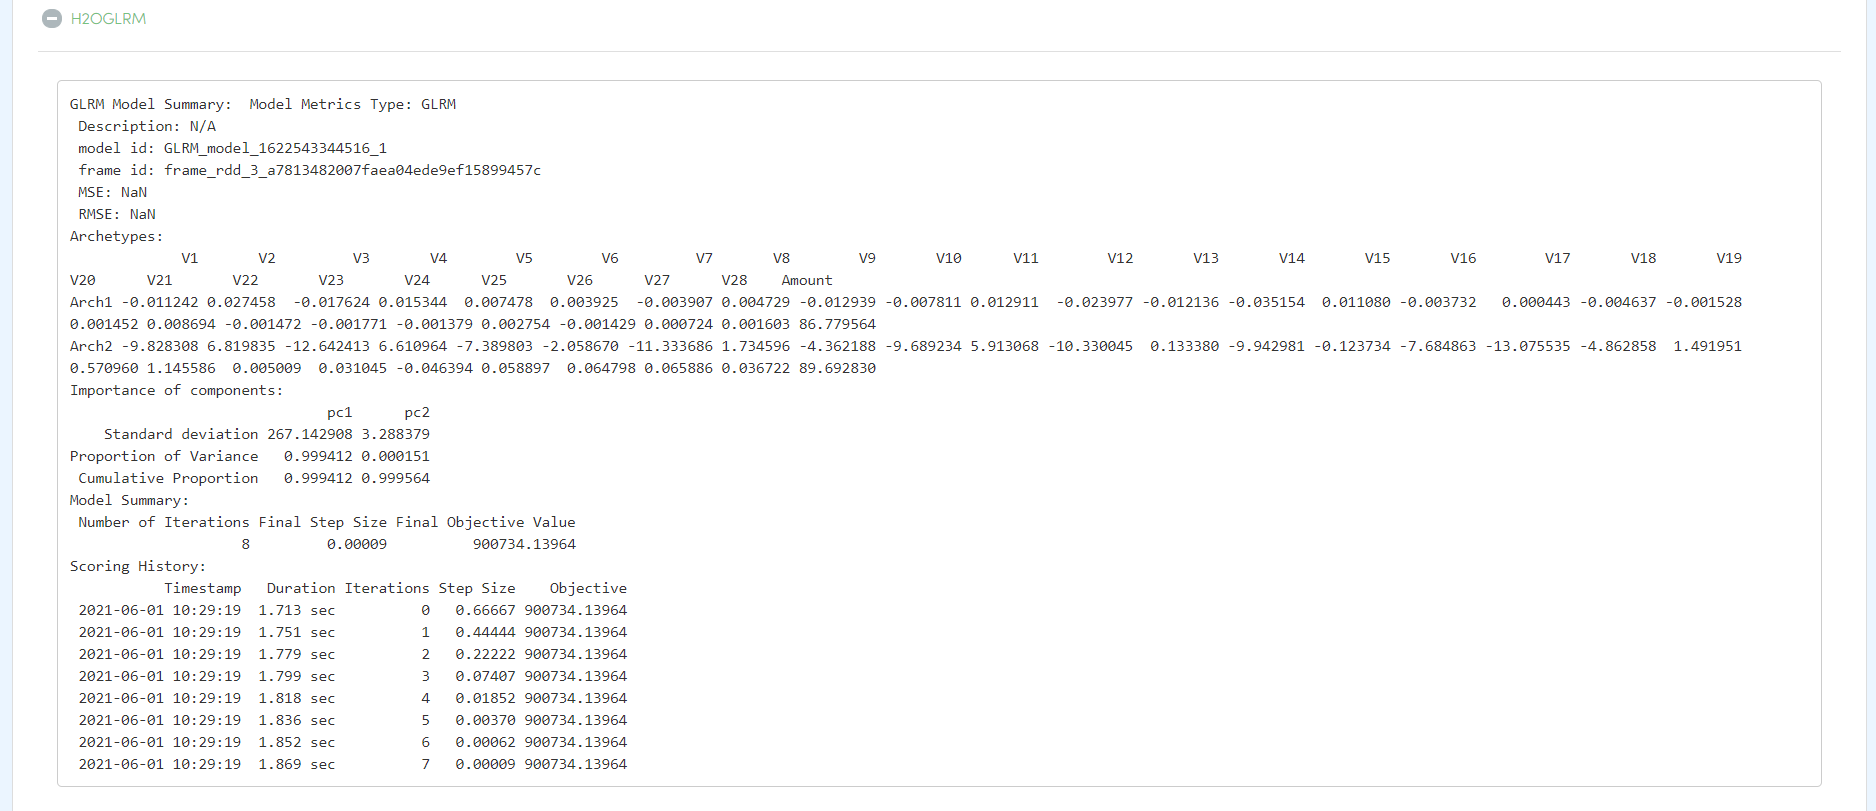 H2OGLRM
GLRM Model Summary:  Model Metrics Type: GLRM
Description: N/A
model id: GLRM_model_1622543344516_1
frame id: frame_rdd_3_a7813482007faea04ede9ef15899457c
MSE: NaN
RMSE: NaN
Archetypes:
V1 V2 V3 V4 V5 V6 V7 V8 V9 V10 V11 V12 V13 V14 V15 V16 V17 V18 V19
V20 V21 V22 V23 V24 V25 V26 V27 V28 Amount
Arch1 -0.011242 0.027458 -0.017624 0.015344 0.007478 0.003925 -0.003907 0.004729 -0.012939 -0.007811 0.012911 -0.023977 -0.012136 -0.035154 0.011080 -0.003732 0.000443 -0.004637 -0.001528
0.001452 0.008694 -0.001472 -0.001771 -0.001379 0.002754 -0.001429 0.000724 0.001603 86.779564
Arch2 -9.828308 6.819835 -12.642413 6.610964 -7.389803 -2.058670 -11.333686 1.734596 -4.362188 -9.689234 5.913068 -10.330045 0.133380 -9.942981 -0.123734 -7.684863 -13.075535 -4.862858 1.491951
0.570960 1.145586 0.005009 0.031045 -0.046394 0.058897 0.064798 0.065886 0.036722 89.692830
Importance of components:
pc1 pc2
Standard deviation 267.142908 3.288379
Proportion of Variance 0.999412 0.000151
Cumulative Proportion 0.999412 0.999564
Model Summary:
Number of Iterations Final Step Size Final Objective Value
8 0.00009 900734.13964
Scoring History:
Timestamp Duration Iterations Step Size Objective
2021-06-01 10:29:19 1.713 sec 0 0.66667 900734.13964
2021-06-01 10:29:19 1.751 sec 1 0.44444 900734.13964
2021-06-01 10:29:19 1.779 sec 2 0.22222 900734.13964
2021-06-01 10:29:19 1.799 sec 3 0.07407 900734.13964
2021-06-01 10:29:19 1.818 sec 4 0.01852 900734.13964
2021-06-01 10:29:19 1.836 sec 5 0.00370 900734.13964
2021-06-01 10:29:19 1.852 sec 6 0.00062 900734.13964
2021-06-01 10:29:19 1.869 sec 7 0.00009 900734.13964